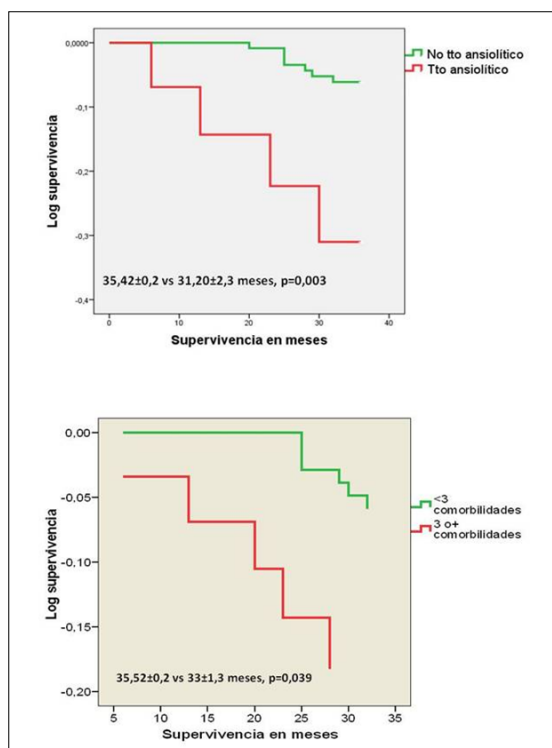 0,0000
-0,1
-0,2
-0,3
-0,4
Log supervivencia
35,42±0,2 vs 31,20±2,3 meses, p=0,003
0 10 20 30 40
Supervivencia en meses
No tto ansiolítico
Tto ansiolítico
0,00
-0,05
-0,10
-0,15
-0,20
Log supervivencia
35,52±0,2 vs 33±1,3 meses, p=0,039
5 10 15 20 25 30 35
Supervivencia en meses
<3
comorbilidades
3 o+
comorbilidades